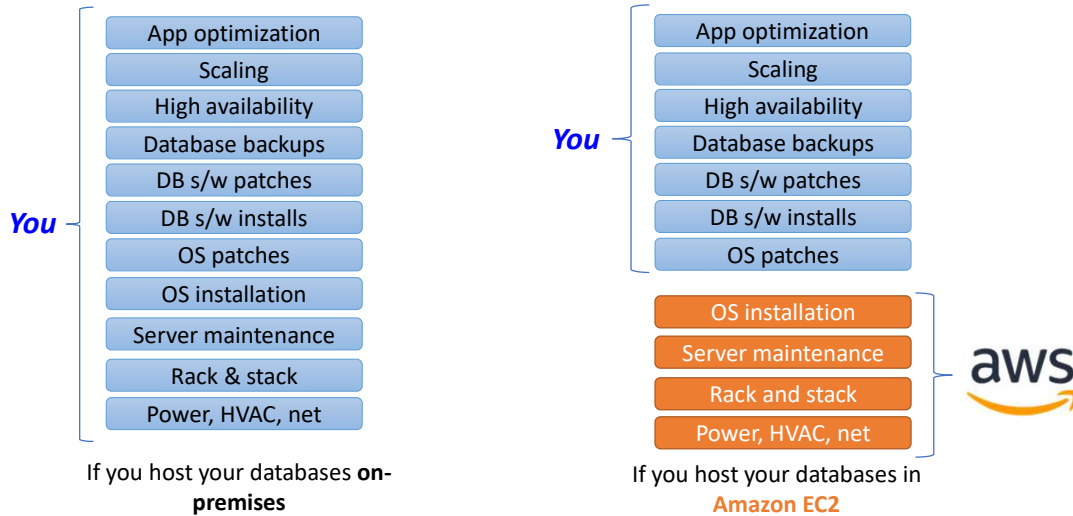 App optimization
Scaling
High availability
Database backups
DB s/w patches
DB s/w installs
OS patches
OS installation
Server maintenance
Rack & stack
Power, HVAC, net
You
If you host your databases on-
premises
App optimization
Scaling
High availability
Database backups
DB s/w patches
DB s/w installs
OS patches
You
OS installation
Server maintenance
Rack and stack
Power, HVAC, net
aws
If you host your databases in
Amazon EC2